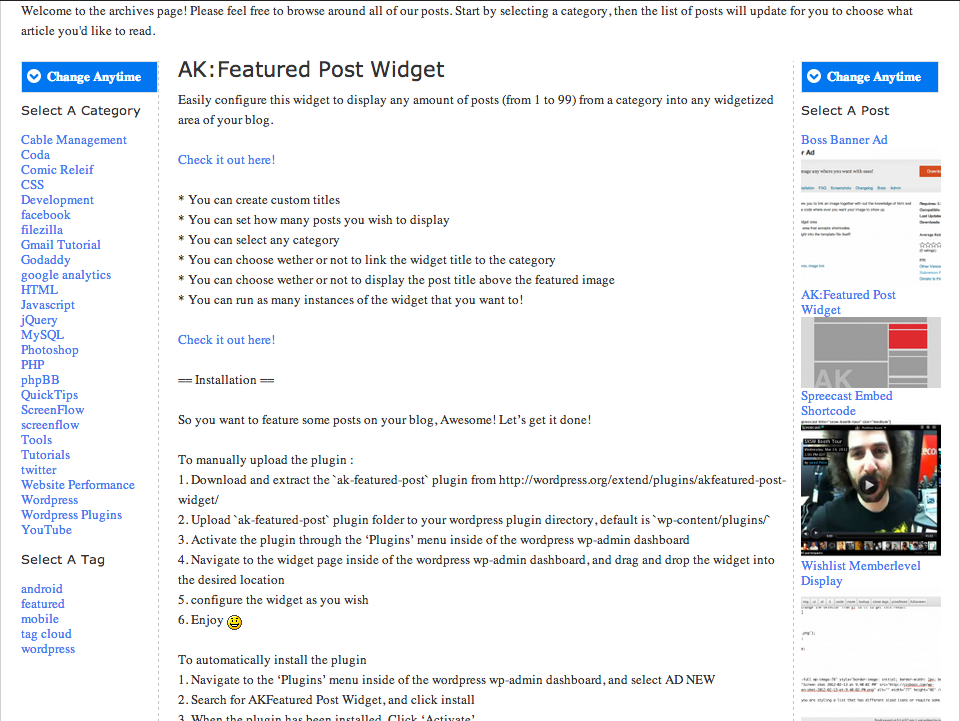 Welcome to the archives page! Please feel free to browse around all of our posts. Start by selecting a category, then the list of posts will update for you to choose what
article you'd like to read.
Change Anytime
Select A Category
Cable Management
Coda
Comic Releif
CSS
Development
facebook
filezilla
Gmail Tutorial
Godaddy
google analytics
HTML
Javascript
jQuery
MySQL
Photoshop
PHP
phpBB
QuickTips
ScreenFlow
screenflow
Tools
Tutorials
twitter
Website Performance
Wordpress
Wordpress Plugins
YouTube
Select A Tag
android
featured
mobile
tag cloud
wordpress
AK:Featured Post Widget
Easily configure this widget to display any amount of posts (from 1 to 99) from a category into any widgetized
area of your blog.
Check it out here!
* You can create custom titles
* You can set how many posts you wish to display
* You can select any category
* You can choose wether or not to link the widget title to the category
* You can choose wether or not to display the post title above the featured image
* You can run as many instances of the widget that you want to!
Check it out here!
== Installation ==
So you want to feature some posts on your blog, Awesome! Let’s get it done!
To manually upload the plugin :
1. Download and extract the `ak-featured-post` plugin from http://wordpress.org/extend/plugins/akfeatured-post-
widget/
2. Upload `ak-featured-post` plugin folder to your wordpress plugin directory, default is `wp-content/plugins/`
3. Activate the plugin through the ‘Plugins’ menu inside of the wordpress wp-admin dashboard
4. Navigate to the widget page inside of the wordpress wp-admin dashboard, and drag and drop the widget into
the desired location
5. configure the widget as you wish
6. Enjoy
To automatically install the plugin
1. Navigate to the ‘Plugins’ menu inside of the wordpress wp-admin dashboard, and select AD NEW
2. Search for AKFeatured Post Widget, and click install
3. When the plugin has been installed, Click ‘Activate’
Change Anytime
Select A Post
Boss Banner Ad
r Ad
mage any where you want with ease!
AK:Featured Post
Widget
AK
Spreecast Embed
Shortcode
SXSW Booth Tour
Wishlist Memberlevel
Display